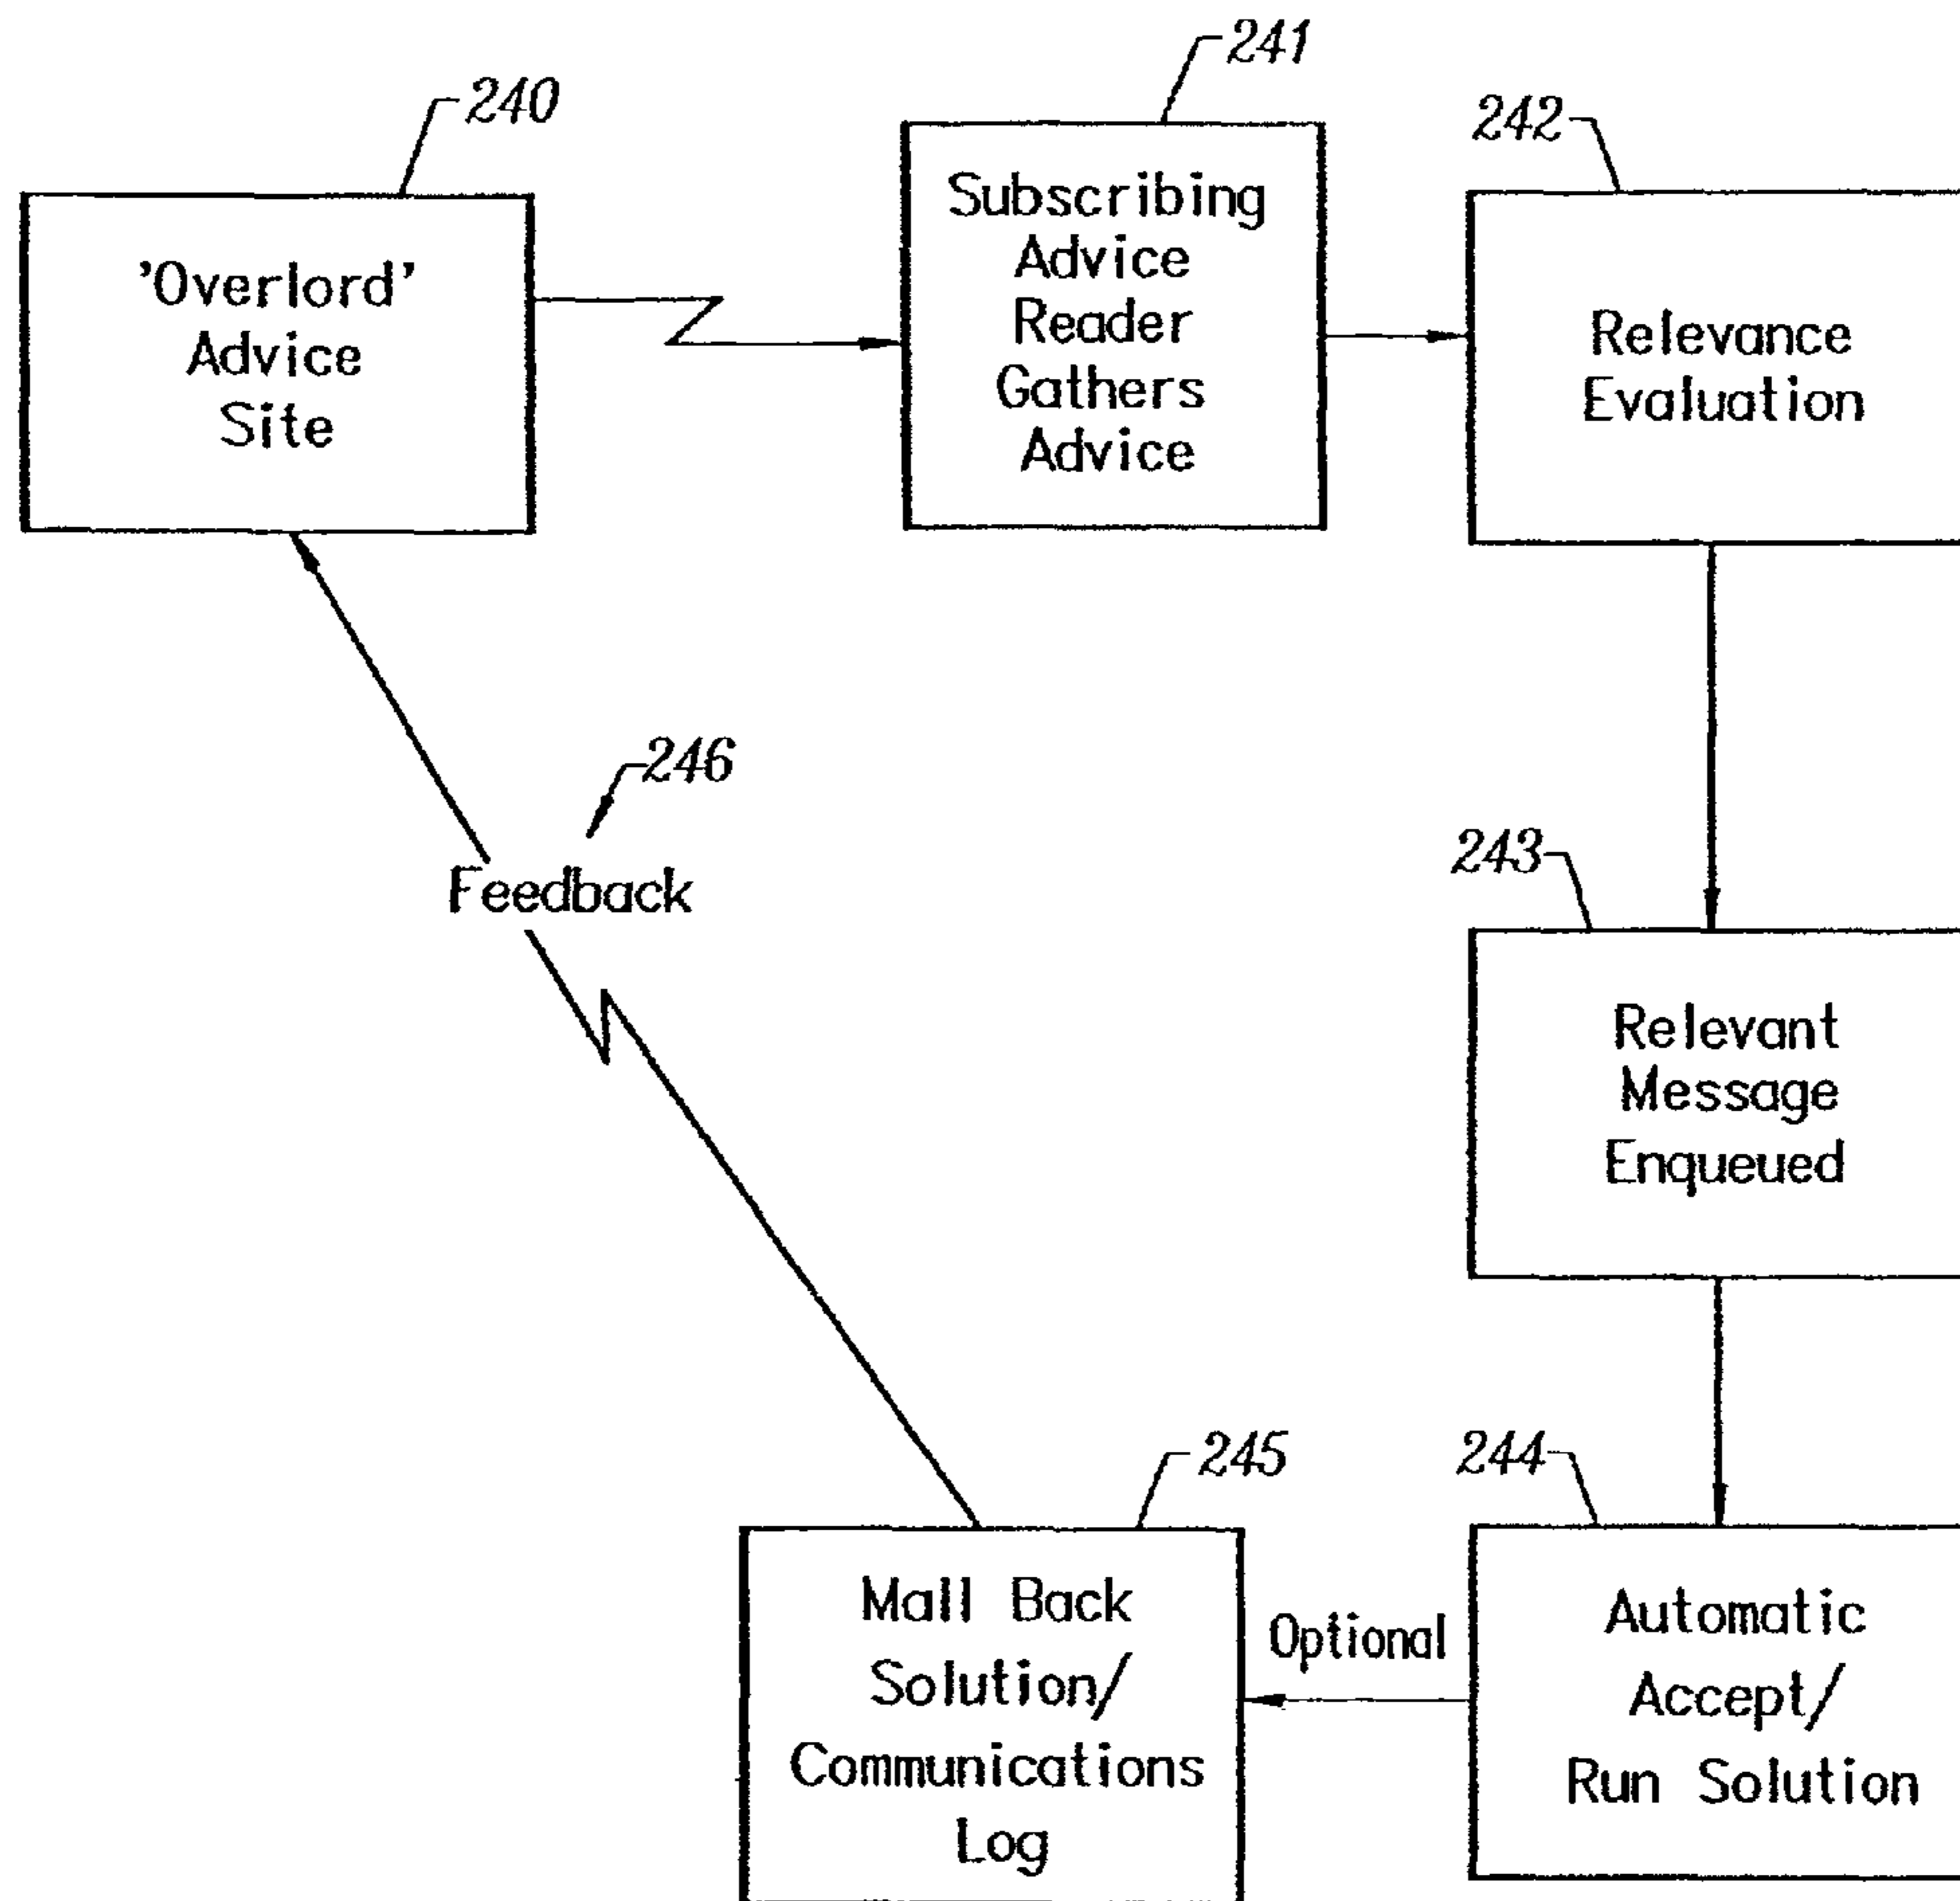 240
'Overlord'
Advice
Site
241
Subscribing
Advice
Reader
Gathers
Advice
242
Relevance
Evaluation
246
Feedback
243
Relevant
Message
Enqueued
245
Mall Back
Solution/
Communications
Log
Optional
244
Automatic
Accept/
Run Solution